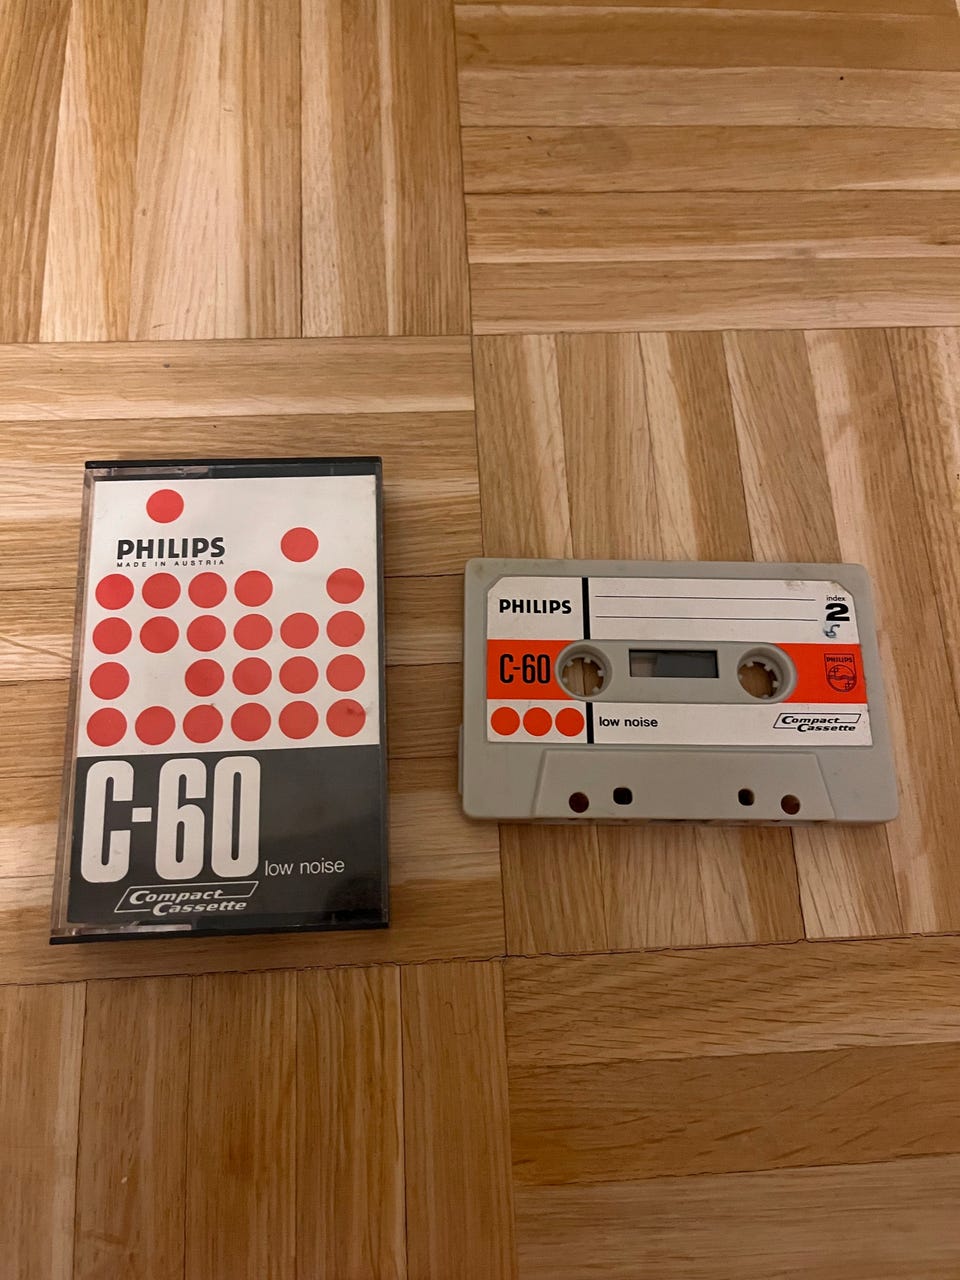 PHILIPS
MADE IN AUSTRIA
C-60
low noise
Compact
Cassette
PHILIPS
index
2
C-60
PHILIPS
low noise
Compact
Cassette